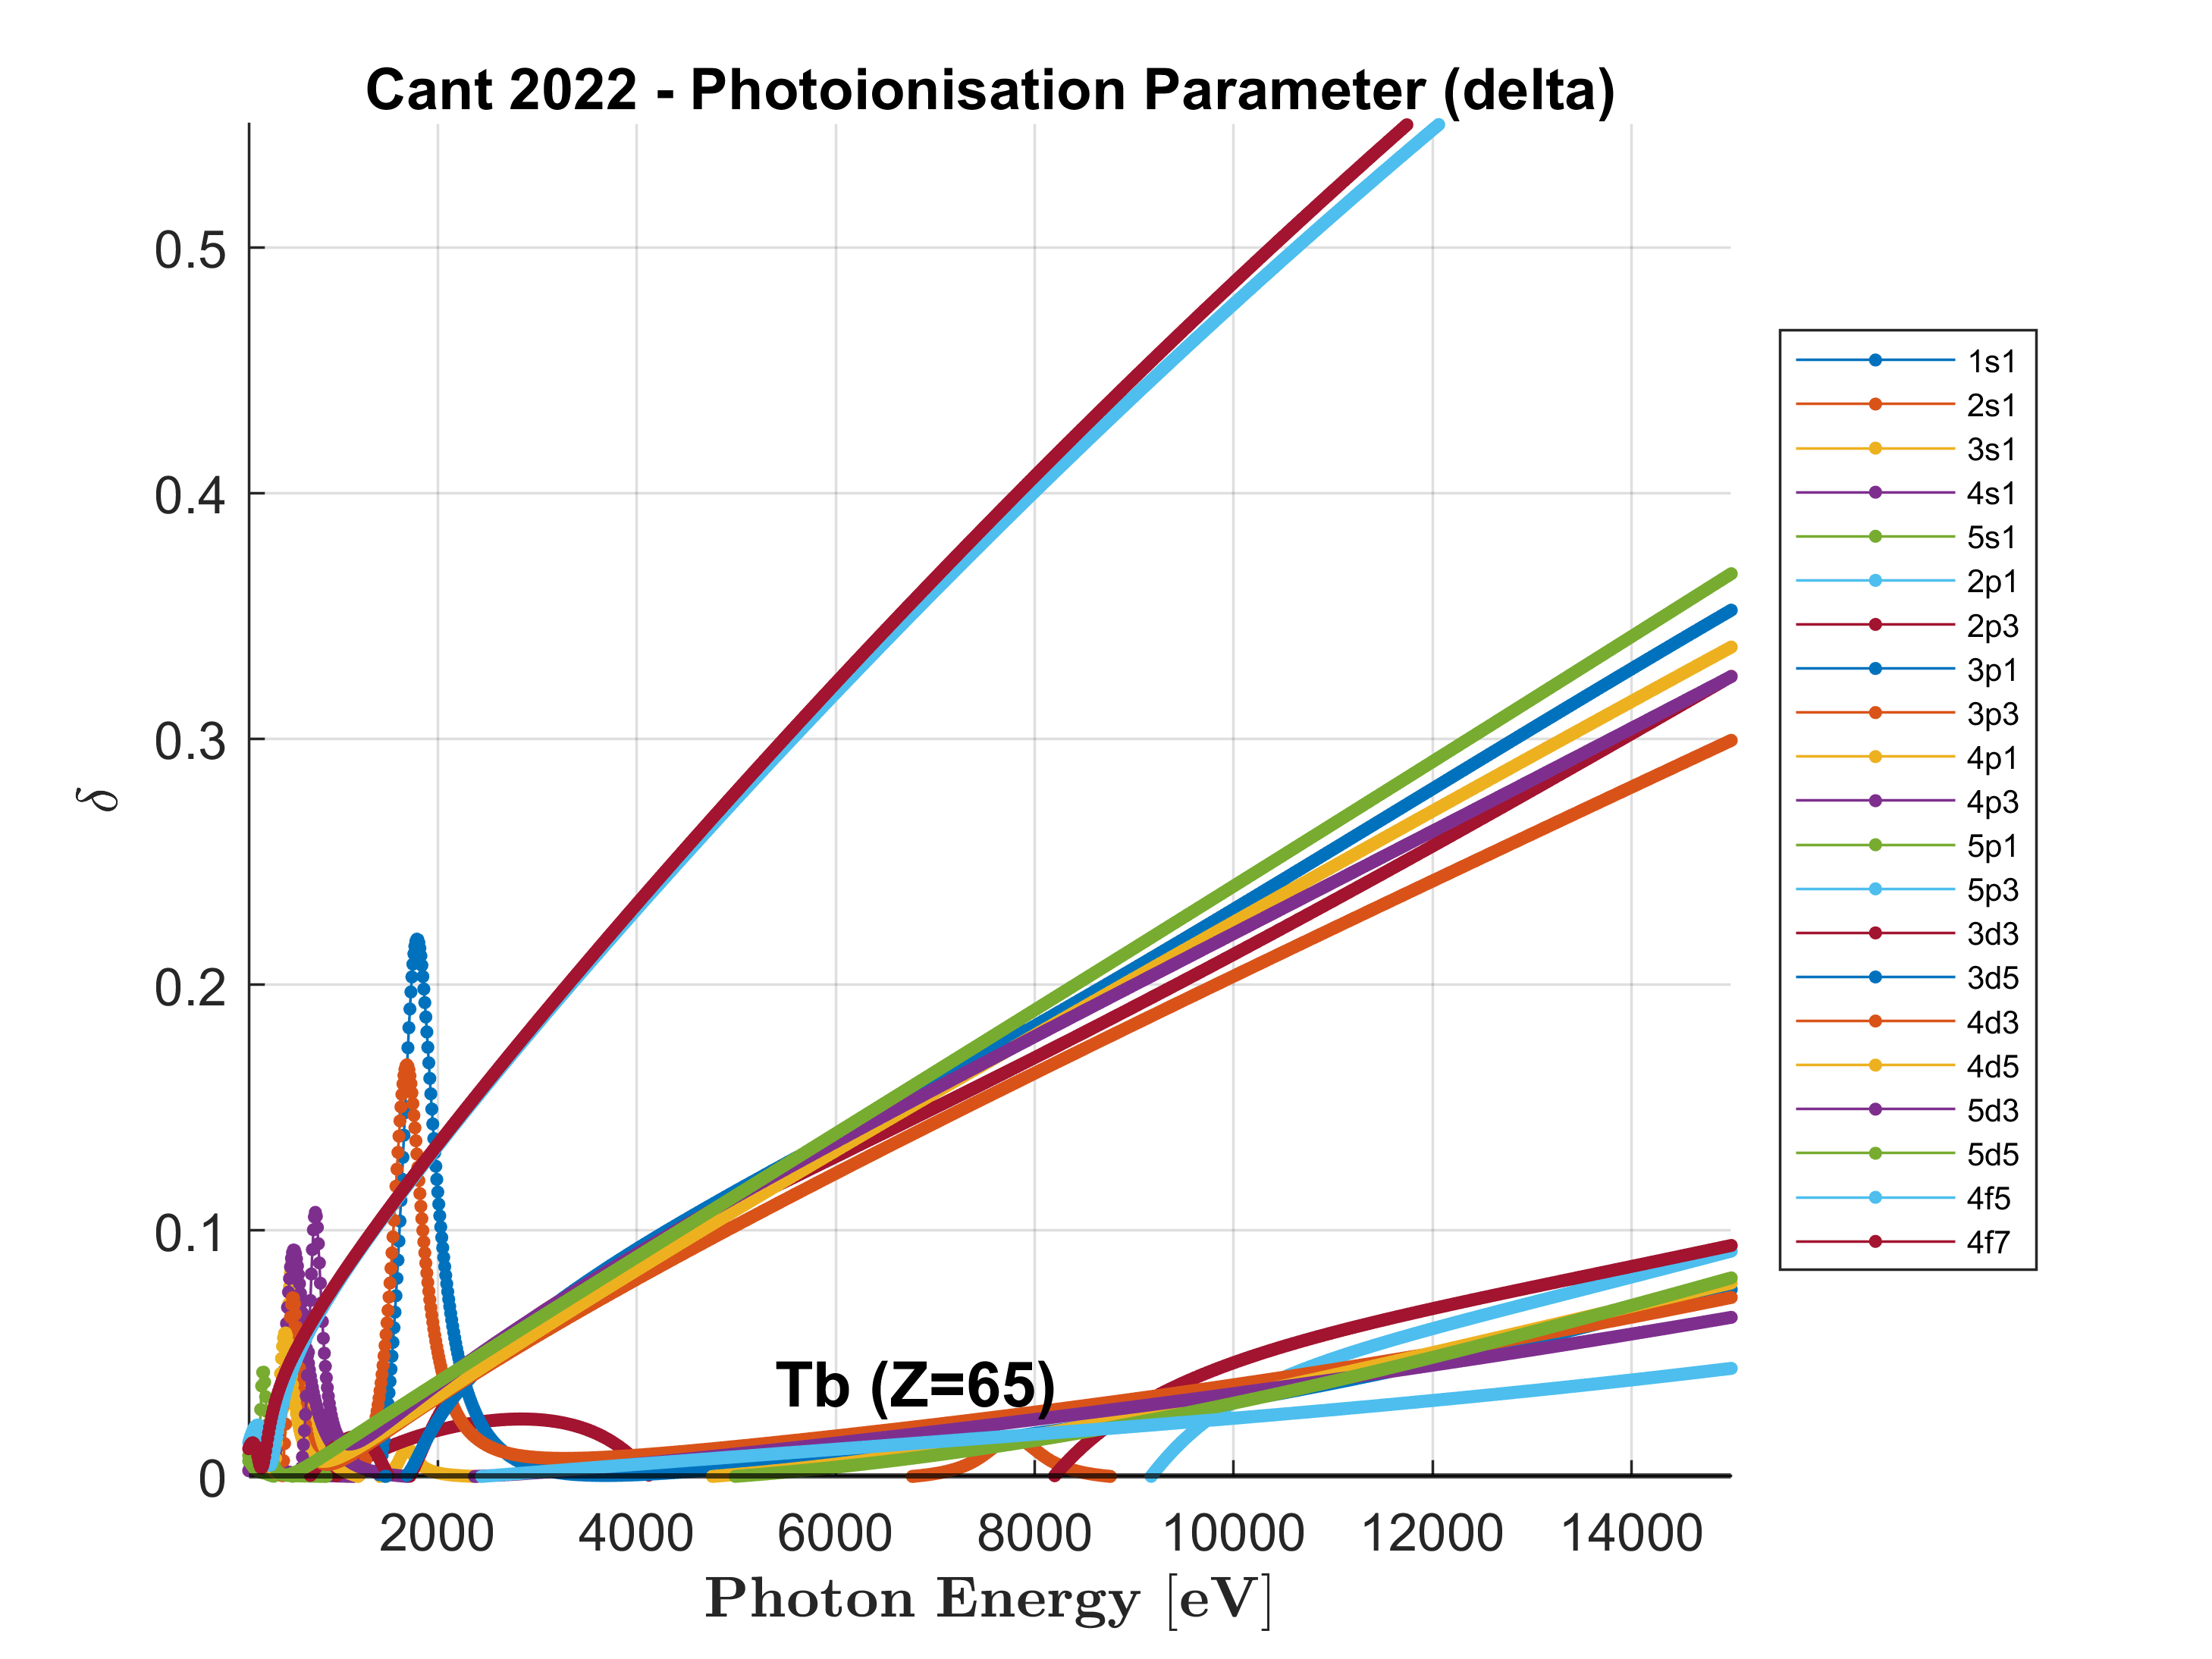 Cant 2022 - Photoionisation Parameter (delta)
0.5
0.4
0.3
0.2
0.1
0
δ
Tb (Z=65)
2000 4000 6000 8000 10000 12000 14000
Photon Energy [eV]
1s1
2s1
3s1
4s1
5s1
2p1
2p3
3p1
3p3
4p1
4p3
5p1
5p3
3d3
3d5
4d3
4d5
5d3
5d5
4f5
4f7